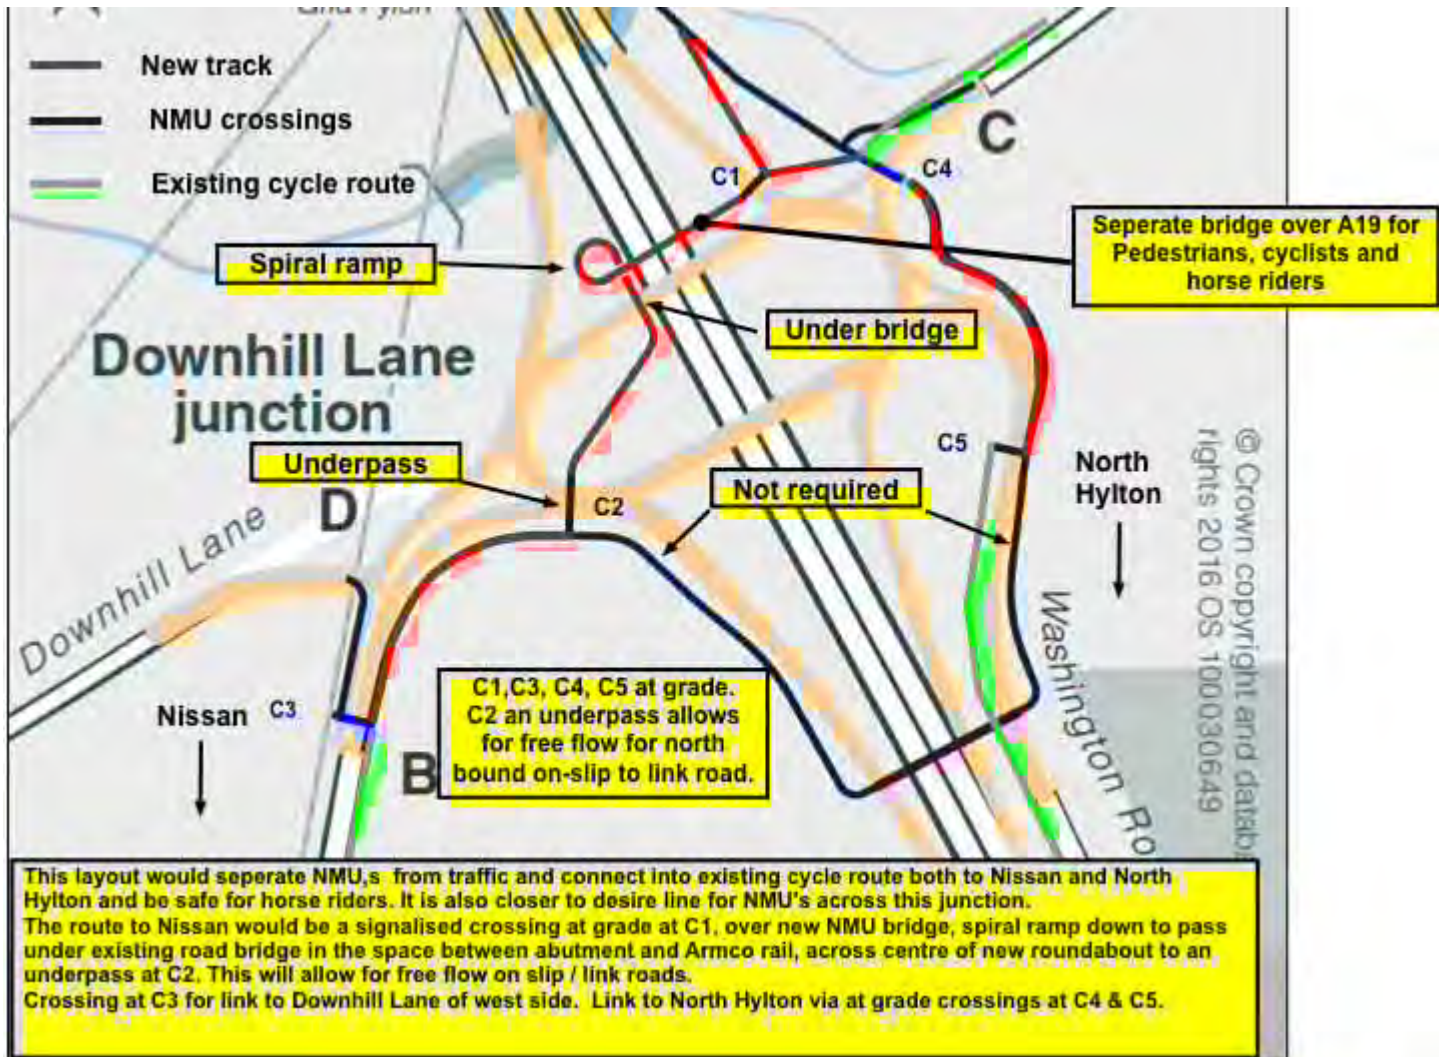 and Pylon
New track
NMU crossings
Existing cycle route
C
C1
C4
Seperate bridge over A19 for
Pedestrians, cyclists and
horse riders
Spiral ramp
Under bridge
Downhill Lane
junction
C5
North
Hylton
Underpass
Not required
D
C2
Downhill Lane
© Crown copyright and databa
rights 2016 OS 100030649
Washington Ro
Nissan
C3
B
C1,C3, C4, C5 at grade.
C2 an underpass allows
for free flow for north
bound on-slip to link road.
This layout would seperate NMU,s from traffic and connect into existing cycle route both to Nissan and North
Hylton and be safe for horse riders. It is also closer to desire line for NMU's across this junction.
The route to Nissan would be a signalised crossing at grade at C1, over new NMU bridge, spiral ramp down to pass
under existing road bridge in the space between abutment and Armco rail, across centre of new roundabout to an
underpass at C2. This will allow for free flow on slip / link roads.
Crossing at C3 for link to Downhill Lane of west side. Link to North Hylton via at grade crossings at C4 & C5.